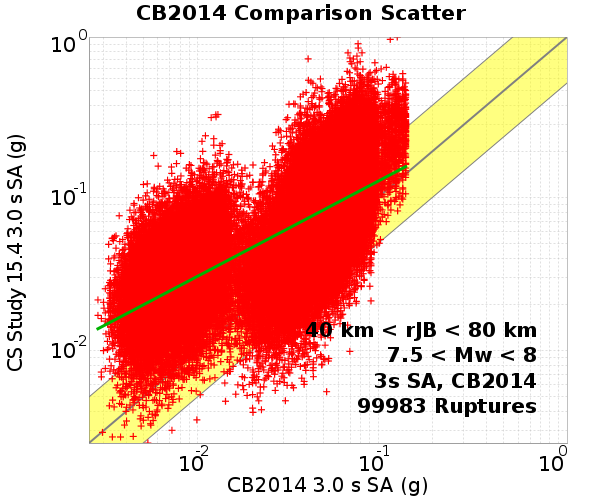 CB2014 Comparison Scatter
10^0
10^-1
10^-2
CS Study 15.4 3.0 s SA (g)
40 km < rJB < 80 km
7.5 < Mw < 8
3s SA, CB2014
99983 Ruptures
10^-2 10^-1 10^0
CB2014 3.0 s SA (g)